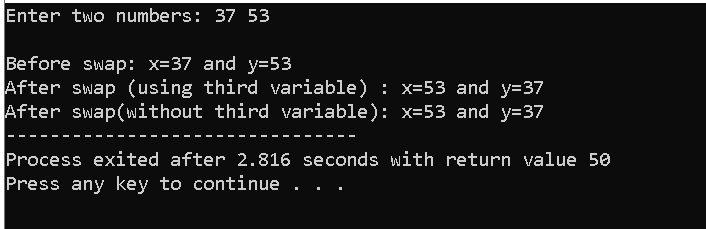 Enter two numbers: 37 53
Before swap: x=37 and y=53
After swap (using third variable) : x=53 and y=37
After swap(without third variable): x=53 and y=37
--------------------------------
Process exited after 2.816 seconds with return value 50
Press any key to continue . . .